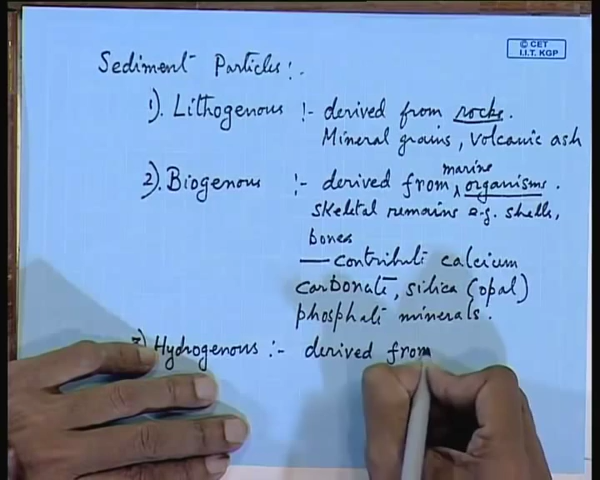 © CET
I.I.T. KGP
Sediment Particles :.
1). Lithogenous :- derived from rocks.
Mineral grains, Volcanic ash
2). Biogenous :- derived from marine organisms.
skeletal remains e.g. shells,
bones
— contribute calcium
carbonate, silica (opal)
phosphate minerals.
3) Hydrogenous :- derived from